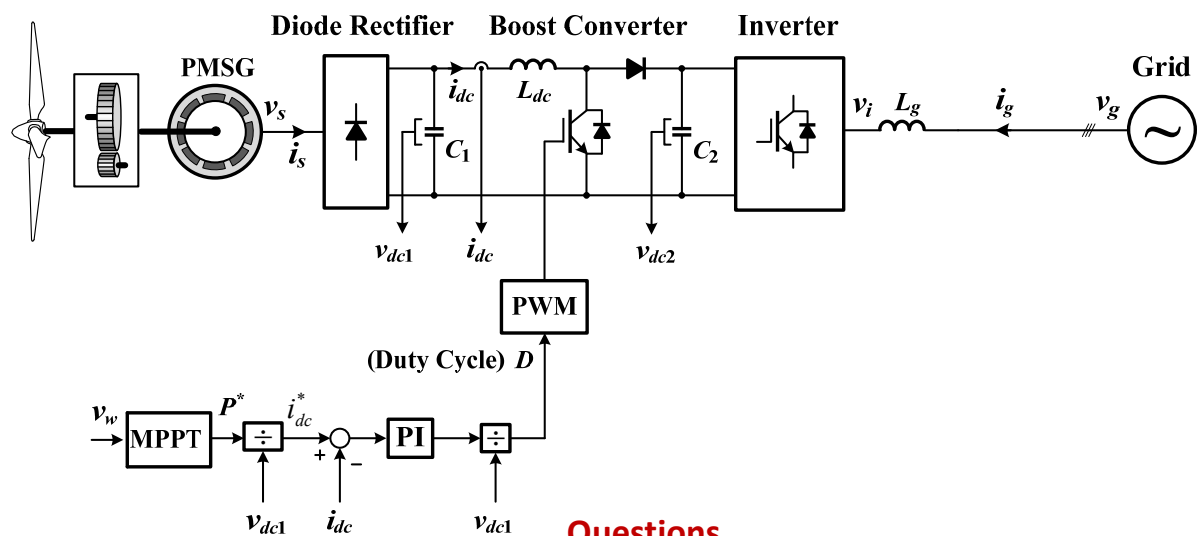 Diode Rectifier Boost Converter Inverter
PMSG
Grid
v_s
i_s
i_dc
L_dc
C_1
C_2
v_i
L_g
i_g
v_g
~
v_dc1
i_dc
v_dc2
PWM
(Duty Cycle) D
v_w
MPPT
P*
÷
i*_dc
+
−
PI
÷
v_dc1
i_dc
v_dc1
Questions